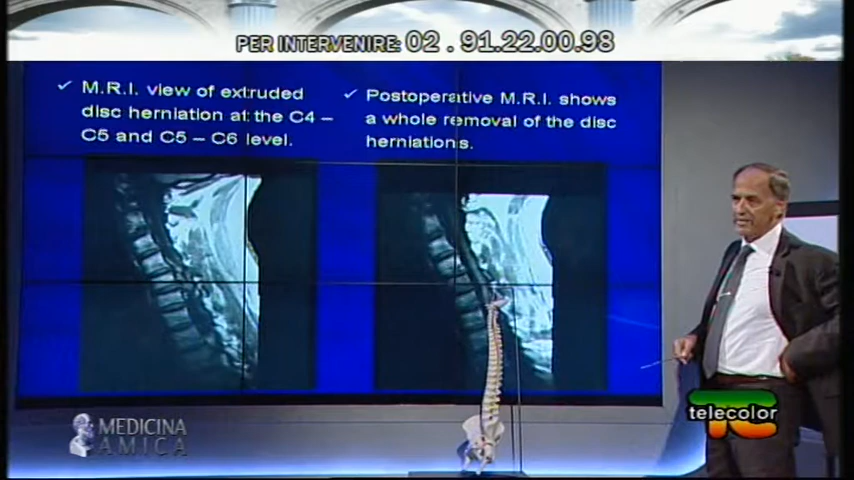 PER INTERVENIRE: 02 . 91.22.00.98
✓ M.R.I. view of extruded
disc herniation at the C4 –
C5 and C5 – C6 level.
✓ Postoperative M.R.I. shows
a whole removal of the disc
herniations.
MEDICINA
AMICA
telecolor
TC